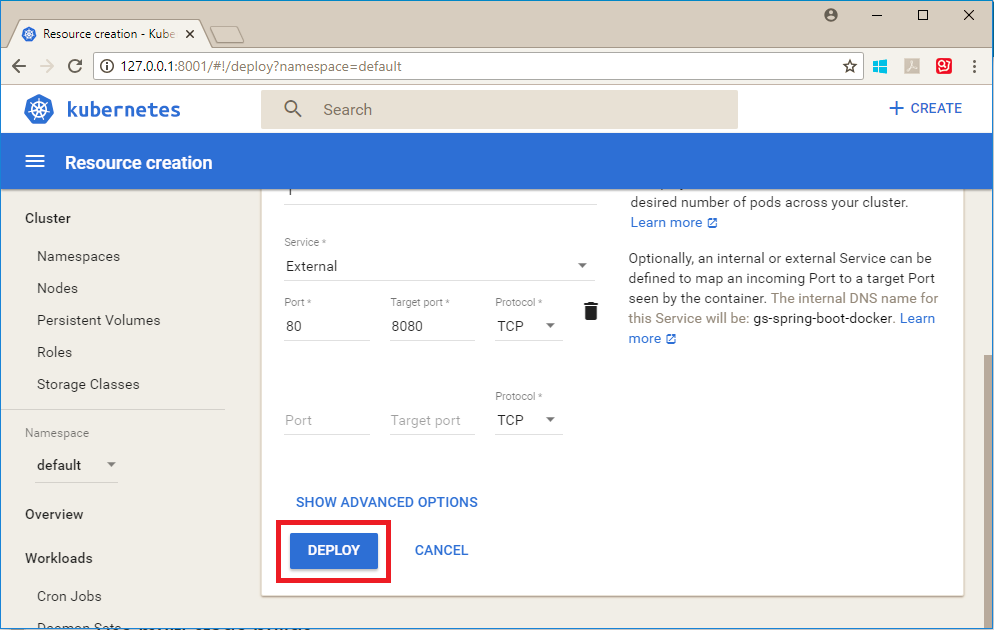 Resource creation - Kube
127.0.0.1:8001/#!/deploy?namespace=default
kubernetes
Search
+ CREATE
Resource creation
Cluster
Namespaces
Nodes
Persistent Volumes
Roles
Storage Classes
Namespace
default
Overview
Workloads
Cron Jobs
desired number of pods across your cluster.
Learn more
Service *
External
Port *
Target port *
Protocol *
80
8080
TCP
Optionally, an internal or external Service can be
defined to map an incoming Port to a target Port
seen by the container. The internal DNS name for
this Service will be: gs-spring-boot-docker. Learn
more
Protocol *
Port
Target port
TCP
SHOW ADVANCED OPTIONS
DEPLOY
CANCEL